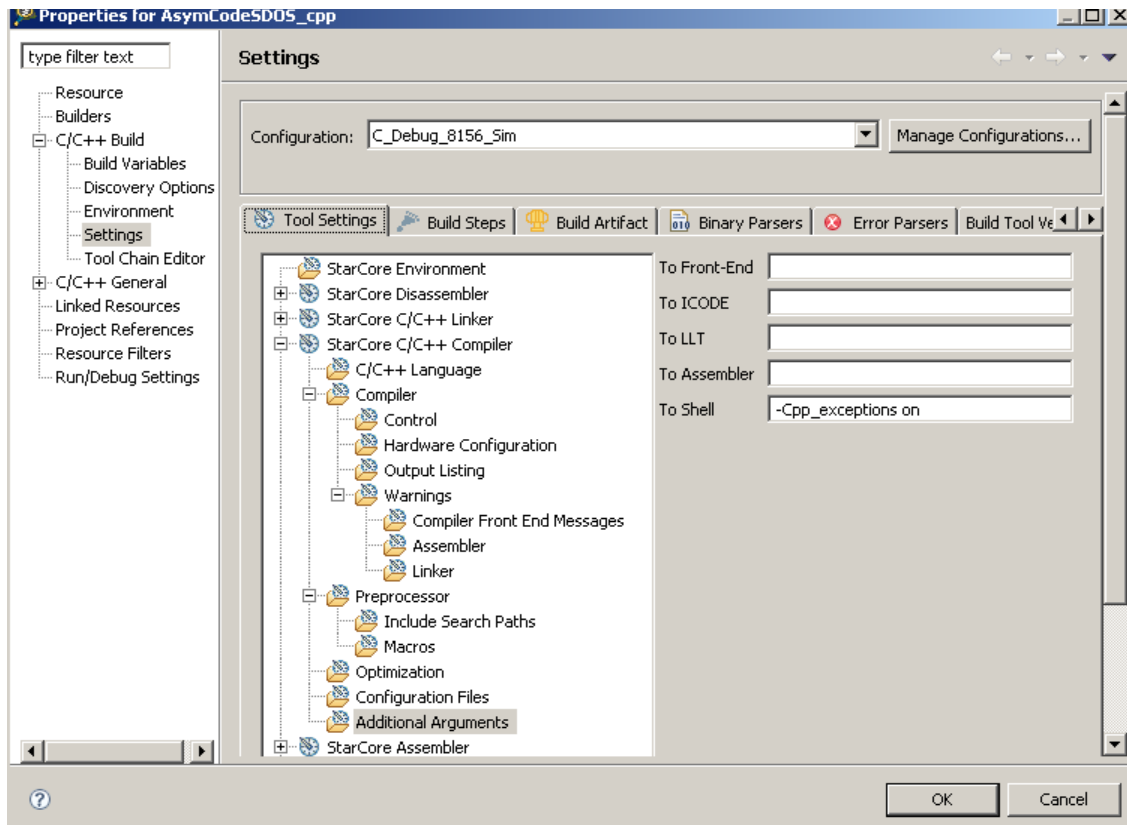 Properties for AsymCodeSDOS_cpp
type filter text
Resource
Builders
C/C++ Build
Build Variables
Discovery Options
Environment
Settings
Tool Chain Editor
C/C++ General
Linked Resources
Project References
Resource Filters
Run/Debug Settings
Settings
Configuration: C_Debug_8156_Sim Manage Configurations...
Tool Settings Build Steps Build Artifact Binary Parsers Error Parsers Build Tool Ve
StarCore Environment
StarCore Disassembler
StarCore C/C++ Linker
StarCore C/C++ Compiler
C/C++ Language
Compiler
Control
Hardware Configuration
Output Listing
Warnings
Compiler Front End Messages
Assembler
Linker
Preprocessor
Include Search Paths
Macros
Optimization
Configuration Files
Additional Arguments
StarCore Assembler
To Front-End
To ICODE
To LLT
To Assembler
To Shell -Cpp_exceptions on
OK Cancel